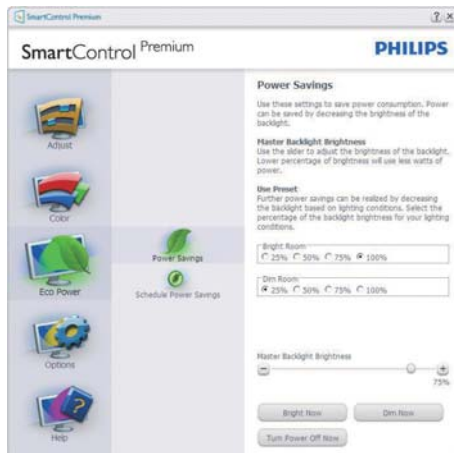 SmartControl Premium
SmartControl Premium
PHILIPS
Adjust
Color
Eco Power
Options
Help
Power Savings
Schedule Power Savings
Power Savings
Use these settings to save power consumption. Power
can be saved by decreasing the brightness of the
backlight.
Master Backlight Brightness
Use the slider to adjust the brightness of the backlight.
Lower percentage of brightness will use less watts of
power.
Use Preset
Further power savings can be realized by decreasing
the backlight based on lighting conditions. Select the
percentage of the backlight brightness for your lighting
conditions.
Bright Room
25% 50% 75% 100%
Dim Room
25% 50% 75% 100%
Master Backlight Brightness
75%
Bright Now Dim Now
Turn Power Off Now